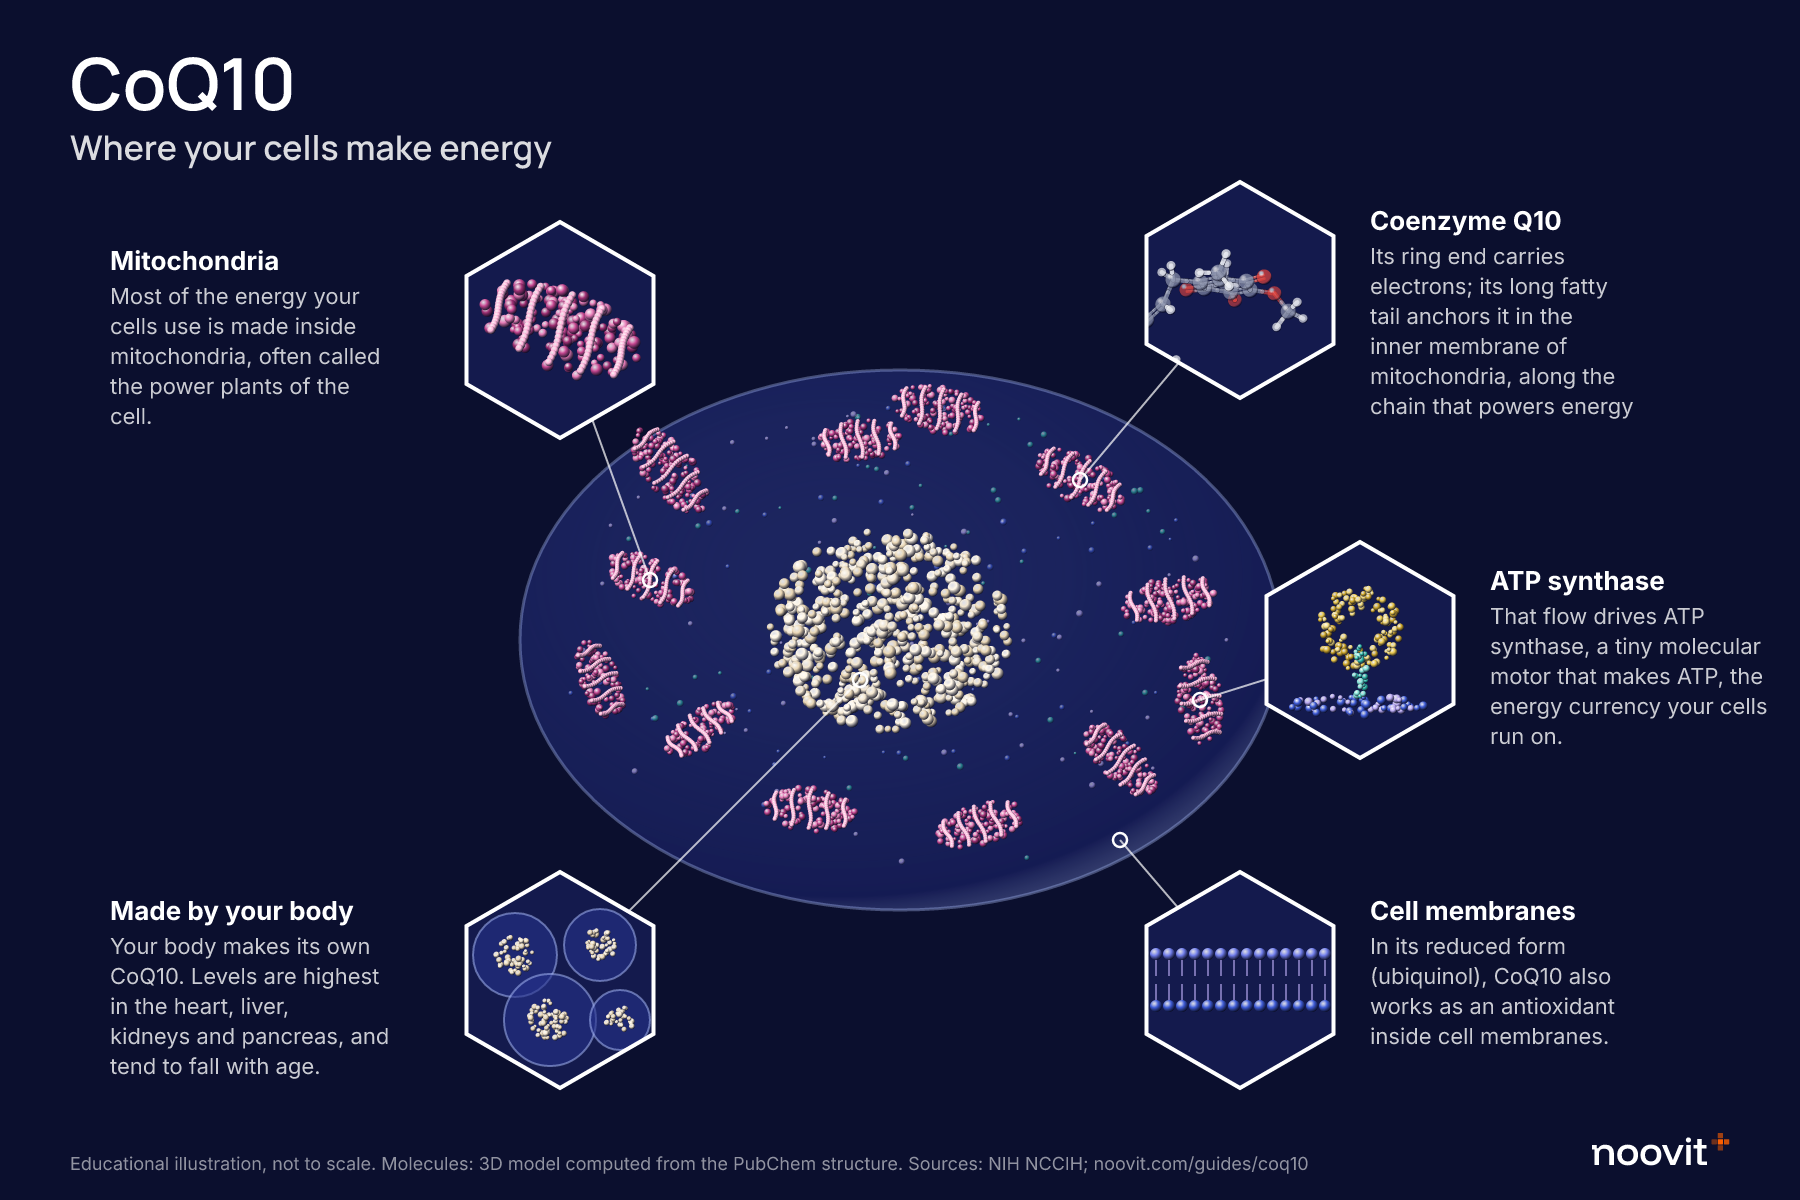 CoQ10
Where your cells make energy
Mitochondria
Most of the energy your
cells use is made inside
mitochondria, often called
the power plants of the
cell.
Coenzyme Q10
Its ring end carries
electrons; its long fatty
tail anchors it in the
inner membrane of
mitochondria, along the
chain that powers energy
ATP synthase
That flow drives ATP
synthase, a tiny molecular
motor that makes ATP, the
energy currency your cells
run on.
Made by your body
Your body makes its own
CoQ10. Levels are highest
in the heart, liver,
kidneys and pancreas, and
tend to fall with age.
Cell membranes
In its reduced form
(ubiquinol), CoQ10 also
works as an antioxidant
inside cell membranes.
Educational illustration, not to scale. Molecules: 3D model computed from the PubChem structure. Sources: NIH NCCIH; noovit.com/guides/coq10
noovit